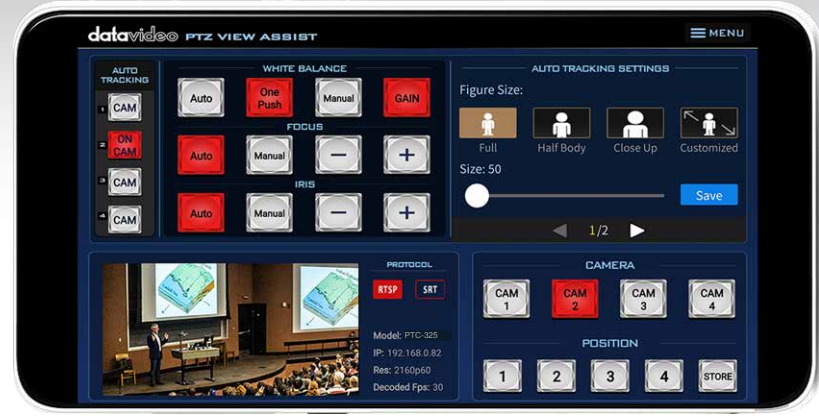 datavideo PTZ VIEW ASSIST
MENU
AUTO
TRACKING
1 CAM
2 ON
CAM
3 CAM
4 CAM
WHITE BALANCE
Auto
One
Push
Manual
GAIN
FOCUS
Auto
Manual
−
+
IRIS
Auto
Manual
−
+
AUTO TRACKING SETTINGS
Figure Size:
Full
Half Body
Close Up
Customized
Size: 50
Save
1/2
PROTOCOL
RTSP
SRT
Model: PTC-325
IP: 192.168.0.82
Res: 2160p60
Decoded Fps: 30
CAMERA
CAM
1
CAM
2
CAM
3
CAM
4
POSITION
1
2
3
4
STORE